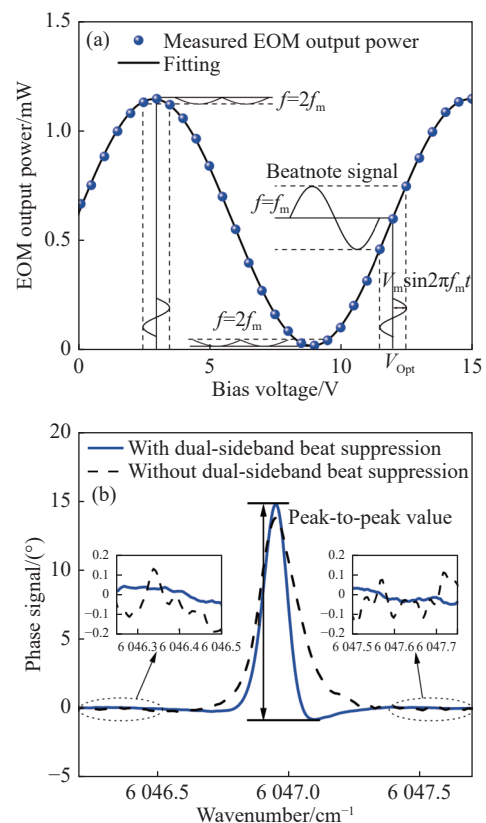 (a)
Measured EOM output power
Fitting
EOM output power/mW
1.5
1.0
0.5
0
f=2fm
Beatnote signal
f=fm
Vmsin2πfmt
f=2fm
0
5
10
15
VOpt
Bias voltage/V
With dual-sideband beat suppression
Without dual-sideband beat suppression
(b)
Peak-to-peak value
Phase signal/(°)
20
15
10
5
0
−5
0.2
0.1
0
−0.1
−0.2
6 046.3 6 046.4 6 046.5
0.2
0.1
0
−0.1
−0.2
6 047.5 6 047.6 6 047.7
6 046.5
6 047.0
6 047.5
Wavenumber/cm⁻¹